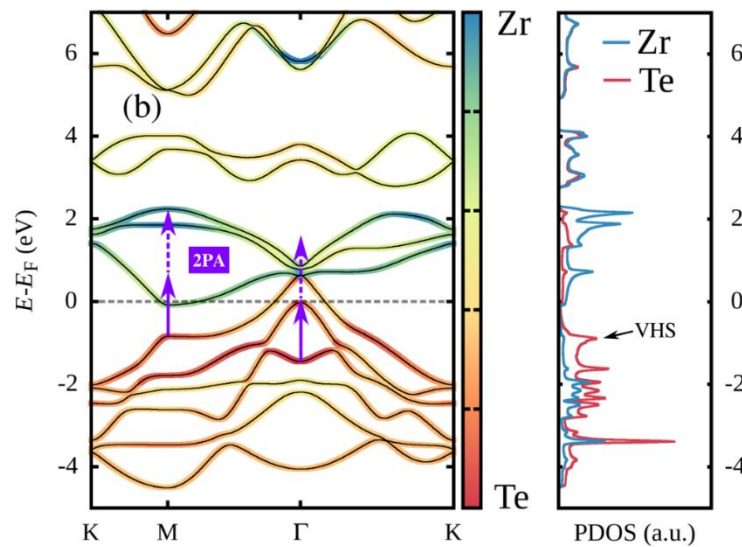 (b)
E-E_F (eV)
6
4
2
0
-2
-4
2PA
K
M
Γ
K
Zr
Te
Zr
Te
VHS
6
4
2
0
-2
-4
PDOS (a.u.)